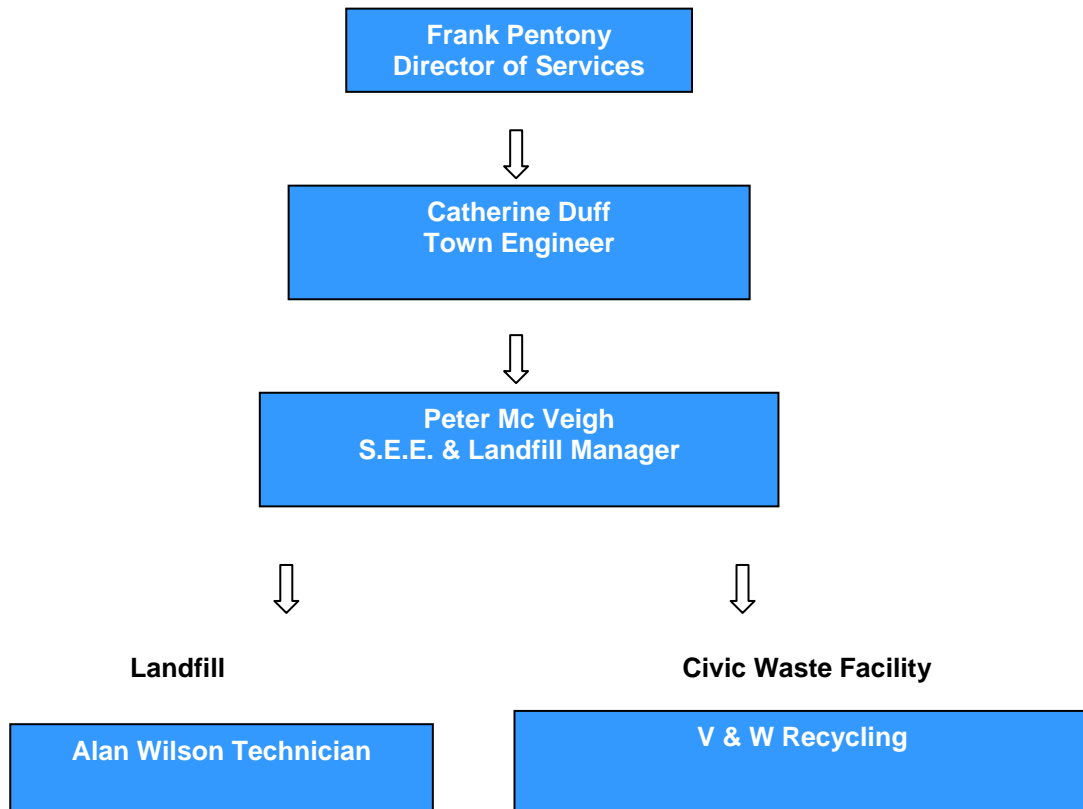 Frank Pentony
Director of Services
Catherine Duff
Town Engineer
Peter Mc Veigh
S.E.E. & Landfill Manager
Landfill
Civic Waste Facility
Alan Wilson Technician
V & W Recycling